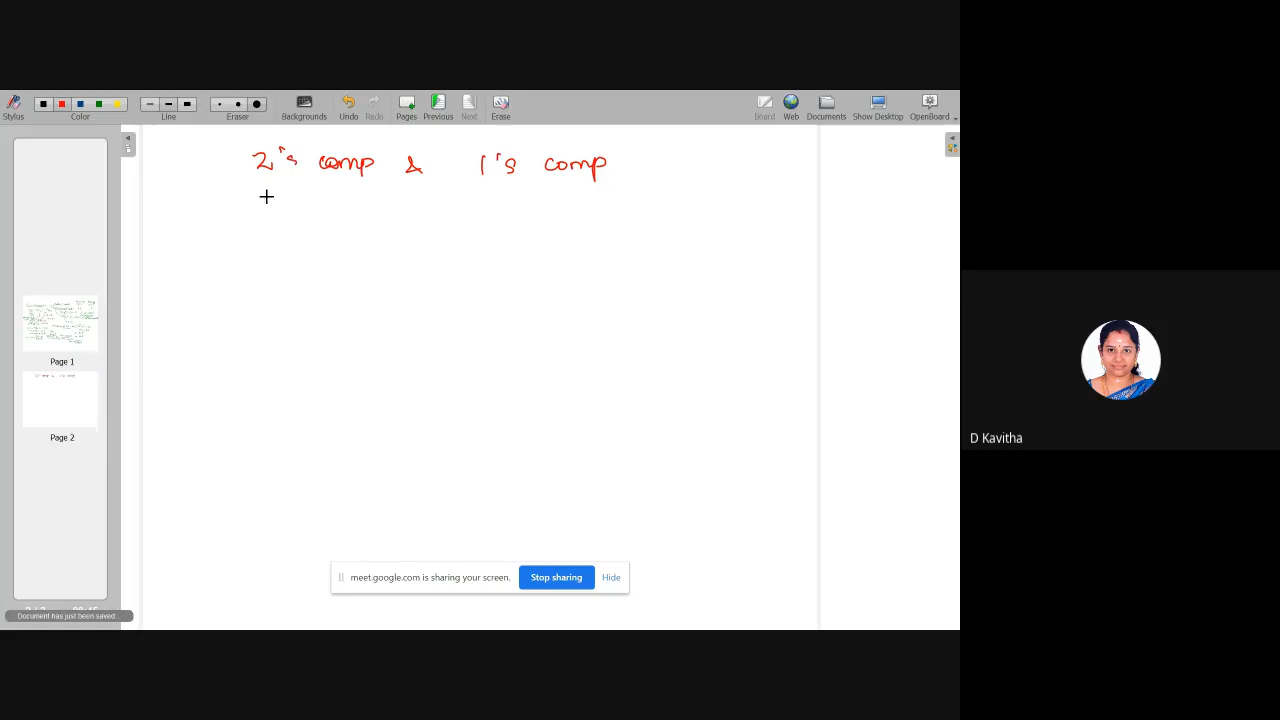 Stylus Color Line Eraser Backgrounds Undo Redo Pages Previous Next Erase Board Web Documents Show Desktop OpenBoard
2's comp & 1's comp
Page 1
Page 2
D Kavitha
meet.google.com is sharing your screen. Stop sharing Hide
Document has just been saved